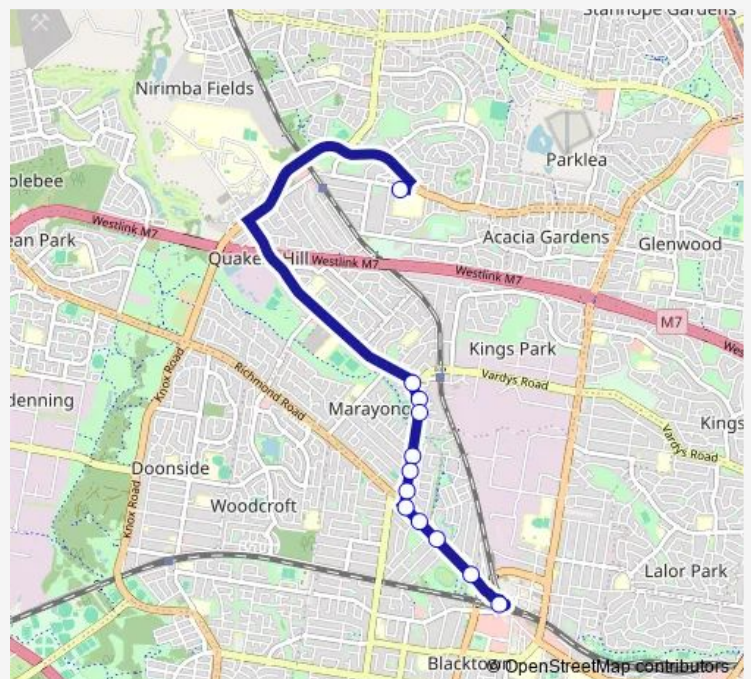 Stanhope Gardens
Nirimba Fields
Parklea
olebee
Westlink M7
ean Park
Acacia Gardens
Glenwood
Quake Hill
Westlink M7
Westlink M7
M7
Wes
Kings Park
Knox Road
Richmond Road
Vardys Road
denning
Marayong
Kings
Vardys Road
Doonside
Woodcroft
Knox Road
Lalor Park
Blacktow
© OpenStreetMap contributors